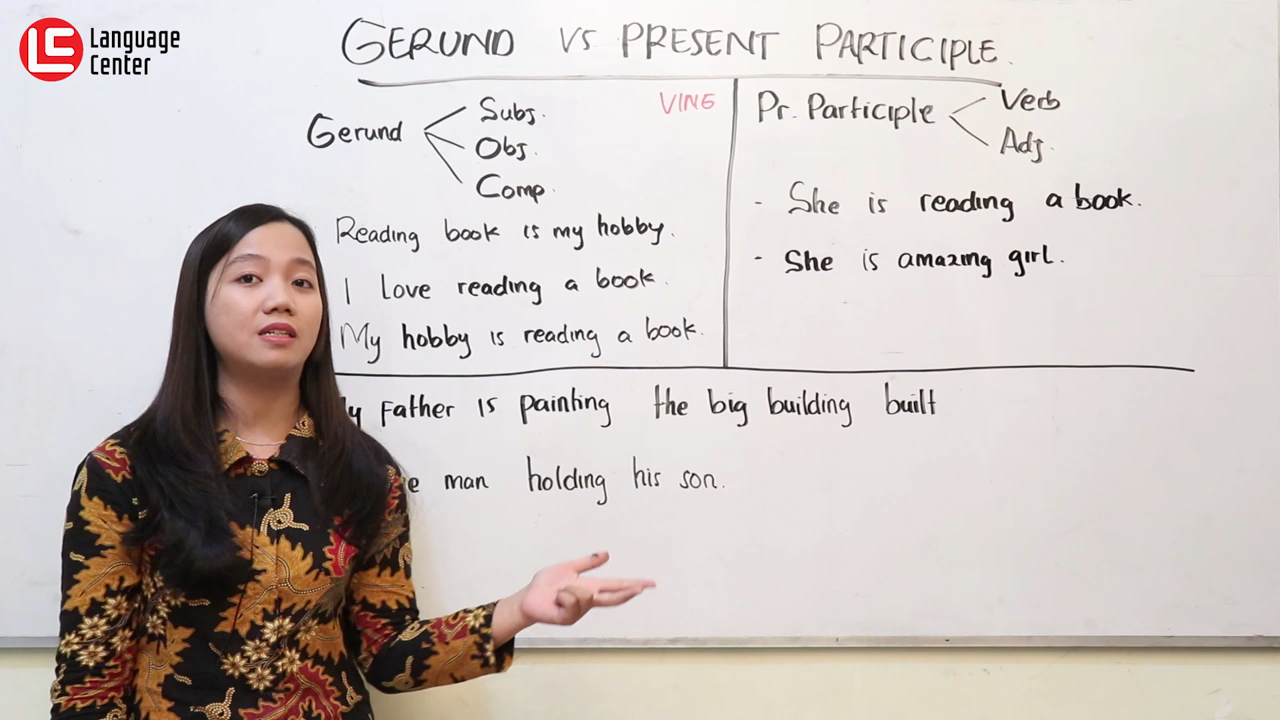 Language
Center
GERUND VS PRESENT PARTICIPLE.
VING
Gerund
Subj.
Obj.
Comp.
Reading book is my hobby.
I Love reading a book.
My hobby is reading a book.
Pr. Participle
Verb
Adj.
- She is reading a book.
- She is amazing girl.
Father is painting the big building built
man holding his son.